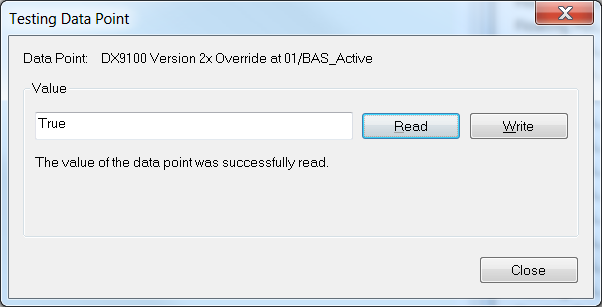 Testing Data Point
Data Point: DX9100 Version 2x Override at 01/BAS_Active
Value
True
Read
Write
The value of the data point was successfully read.
Close